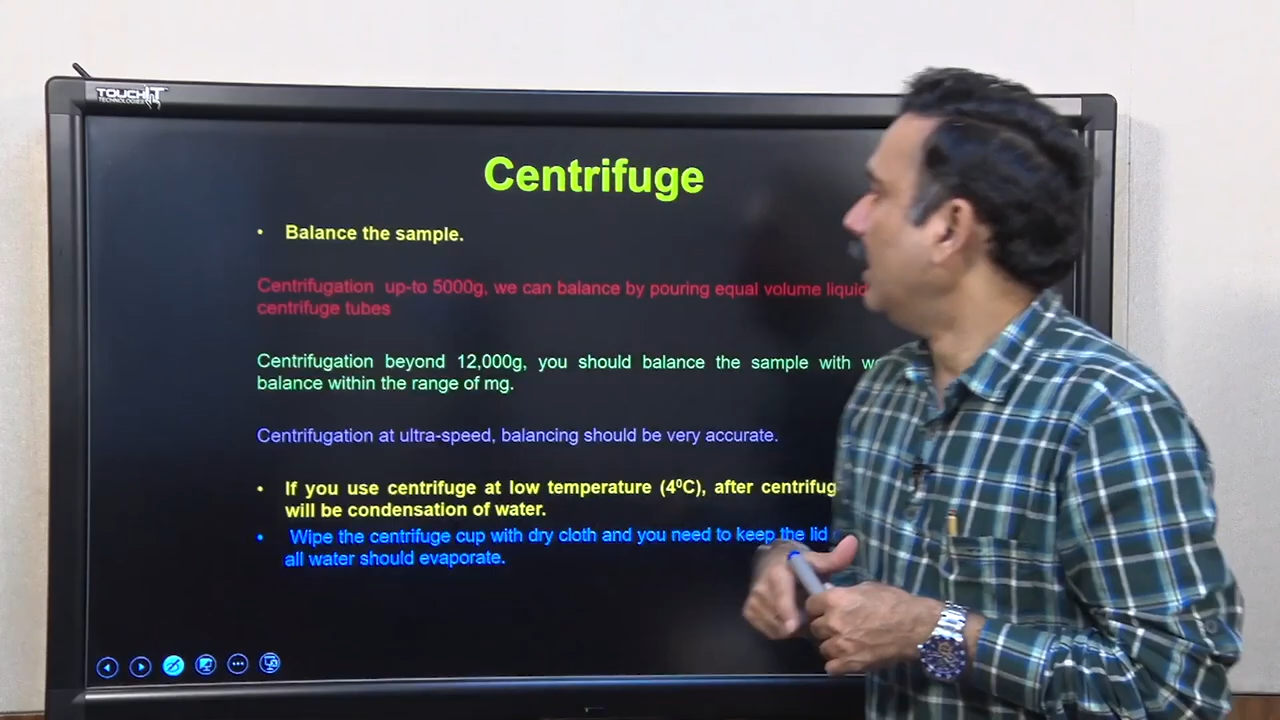 TOUCHIT
TECHNOLOGIES
Centrifuge
• Balance the sample.
Centrifugation up-to 5000g, we can balance by pouring equal volume liquid
centrifuge tubes
Centrifugation beyond 12,000g, you should balance the sample with
balance within the range of mg.
Centrifugation at ultra-speed, balancing should be very accurate.
• If you use centrifuge at low temperature (4⁰C), after
will be condensation of water.
• Wipe the centrifuge cup with dry cloth and you need to keep the lid
all water should evaporate.